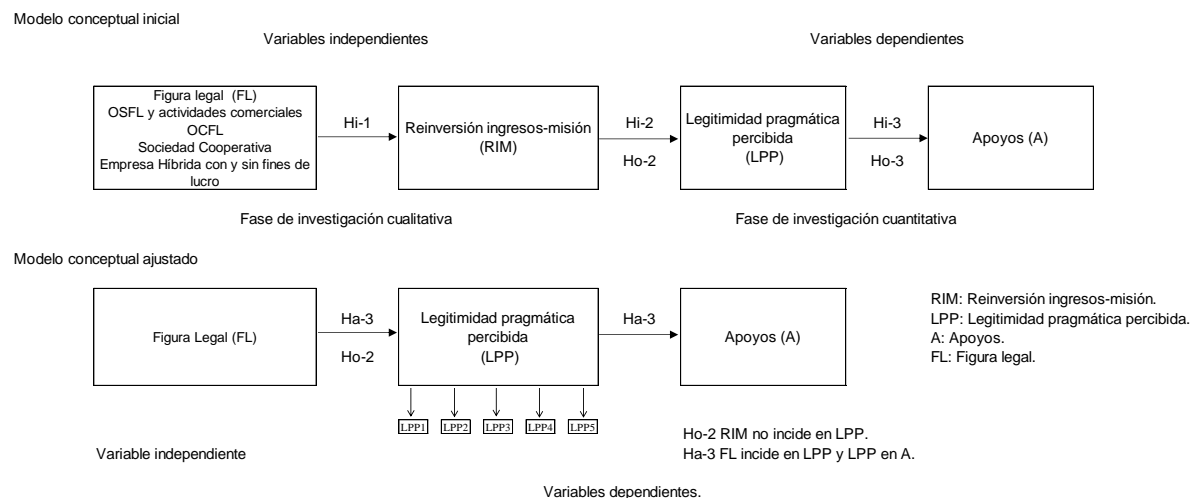 Modelo conceptual inicial
Variables independientes
Variables dependientes
Figura legal (FL)
OSFL y actividades comerciales
OCFL
Sociedad Cooperativa
Empresa Híbrida con y sin fines de
lucro
Hi-1
Reinversión ingresos-misión
(RIM)
Hi-2
Ho-2
Legitimidad pragmática
percibida
(LPP)
Hi-3
Ho-3
Apoyos (A)
Fase de investigación cualitativa
Fase de investigación cuantitativa
Modelo conceptual ajustado
Figura Legal (FL)
Ha-3
Ho-2
Legitimidad pragmática
percibida
(LPP)
Ha-3
Apoyos (A)
RIM: Reinversión ingresos-misión.
LPP: Legitimidad pragmática percibida.
A: Apoyos.
FL: Figura legal.
LPP1
LPP2
LPP3
LPP4
LPP5
Ho-2 RIM no incide en LPP.
Ha-3 FL incide en LPP y LPP en A.
Variable independiente
Variables dependientes.